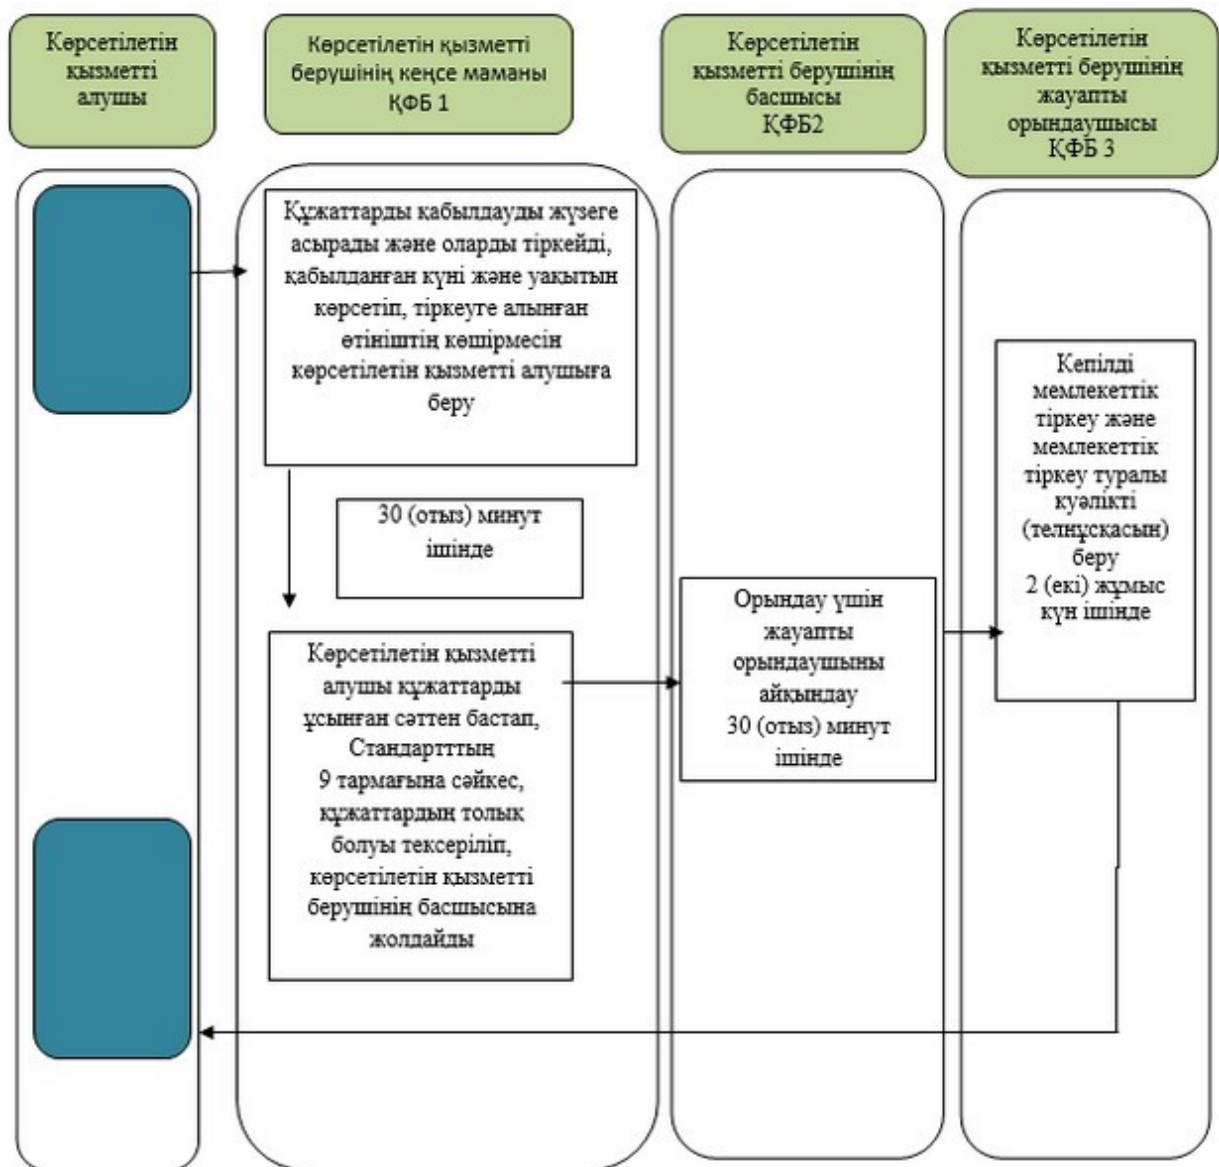 Көрсетілетін
қызметті
алушы
Көрсетілетін қызметті
берушінің кеңсе маманы
ҚФБ 1
Көрсетілетін
қызметті берушінің
басшысы
ҚФБ2
Көрсетілетін
қызметті берушінің
жауапты
орындаушысы
ҚФБ 3
Құжаттарды қабылдауды жүзеге
асырады және оларды тіркейді,
қабылданған күні және уақытын
көрсетіп, тіркеуге алынған
өтініштің көшірмесін
көрсетілетін қызметті алушыға
беру
30 (отыз) минут
ішінде
Көрсетілетін қызметті
алушы құжаттарды
ұсынған сәттен бастап,
Стандартттың
9 тармағына сәйкес,
құжаттардың толық
болуы тексеріліп,
көрсетілетін қызметті
берушінің басшысына
жолдайды
Орындау үшін
жауапты
орындаушыны
айқындау
30 (отыз) минут
ішінде
Кепілді
мемлекеттік
тіркеу және
мемлекеттік
тіркеу туралы
куәлікті
(телнұсқасын)
беру
2 (екі) жұмыс
күн ішінде